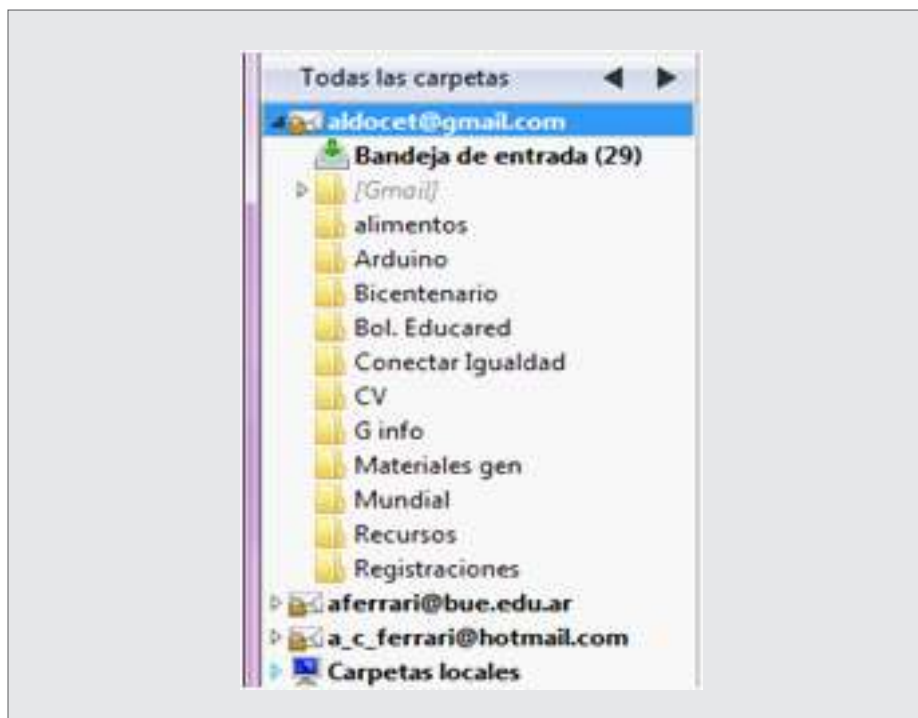 Todas las carpetas
aldocet@gmail.com
Bandeja de entrada (29)
[Gmail]
alimentos
Arduino
Bicentenario
Bol. Educared
Conectar Igualdad
CV
G info
Materiales gen
Mundial
Recursos
Registraciones
aferrari@bue.edu.ar
a_c_ferrari@hotmail.com
Carpetas locales